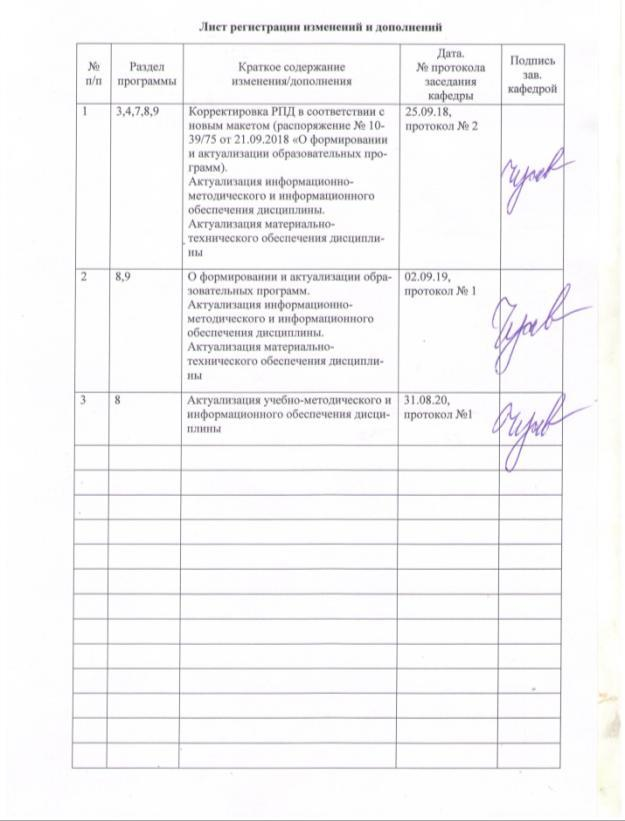 Лист регистрации изменений и дополнений
№ п/п
Раздел программы
Краткое содержание изменения/дополнения
Дата. № протокола заседания кафедры
Подпись зав. кафедрой
1
3,4,7,8,9
Корректировка РПД в соответствии с
новым макетом (распоряжение № 10-
39/75 от 21.09.2018 «О формировании
и актуализации образовательных про-
грамм).
Актуализация информационно-
методического и информационного
обеспечения дисциплины.
Актуализация материально-
технического обеспечения дисципли-
ны
25.09.18,
протокол № 2
2
8,9
О формировании и актуализации обра-
зовательных программ.
Актуализация информационно-
методического и информационного
обеспечения дисциплины.
Актуализация материально-
технического обеспечения дисципли-
ны
02.09.19,
протокол № 1
3
8
Актуализация учебно-методического и
информационного обеспечения дисци-
плины
31.08.20,
протокол №1